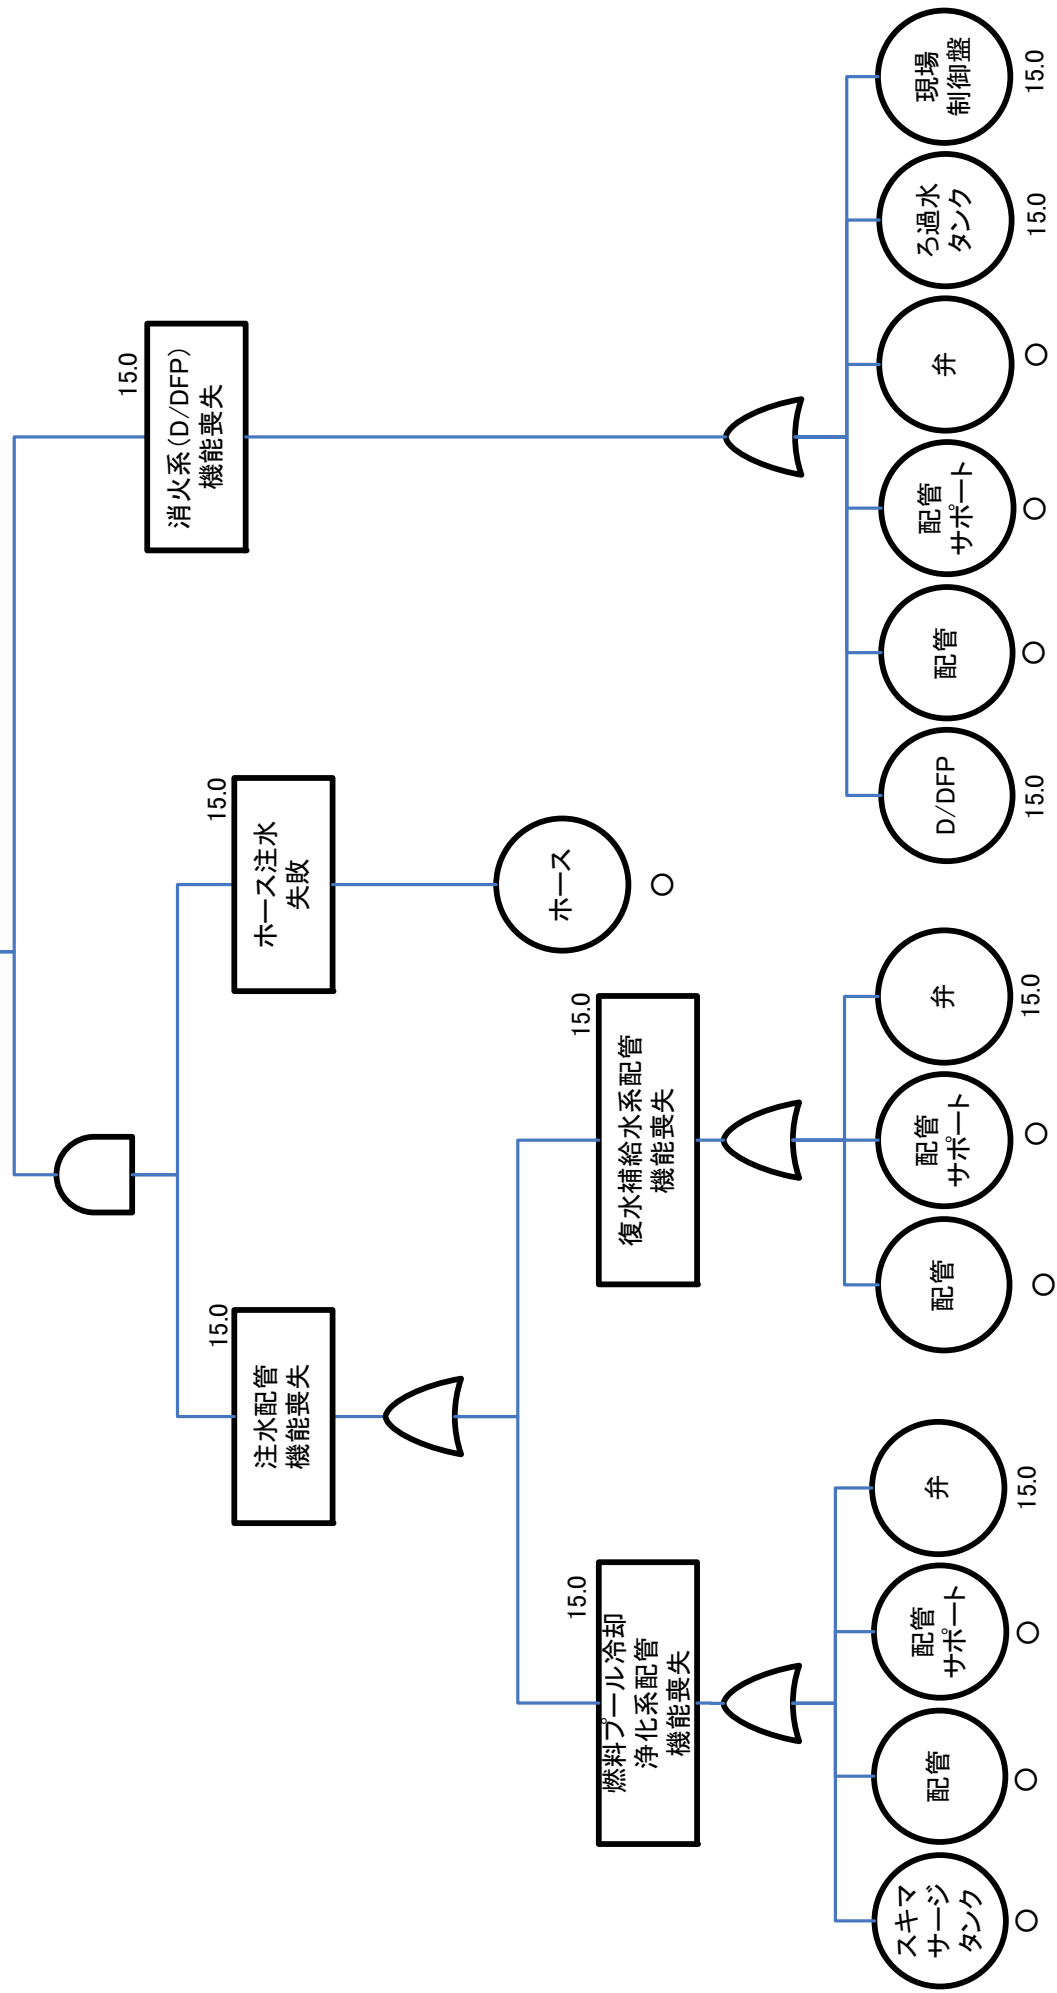 15.0
消火系(D/DFP)
機能喪失
15.0
注水配管
機能喪失
15.0
ホース注水
失敗
ホース
○
15.0
燃料プール冷却
浄化系配管
機能喪失
15.0
復水補給水系配管
機能喪失
スキマ
サージ
タンク
○
配管
○
配管
サポート
○
弁
15.0
配管
○
配管
サポート
○
弁
15.0
D/DFP
15.0
配管
○
配管
サポート
○
弁
○
ろ過水
タンク
15.0
現場
制御盤
15.0